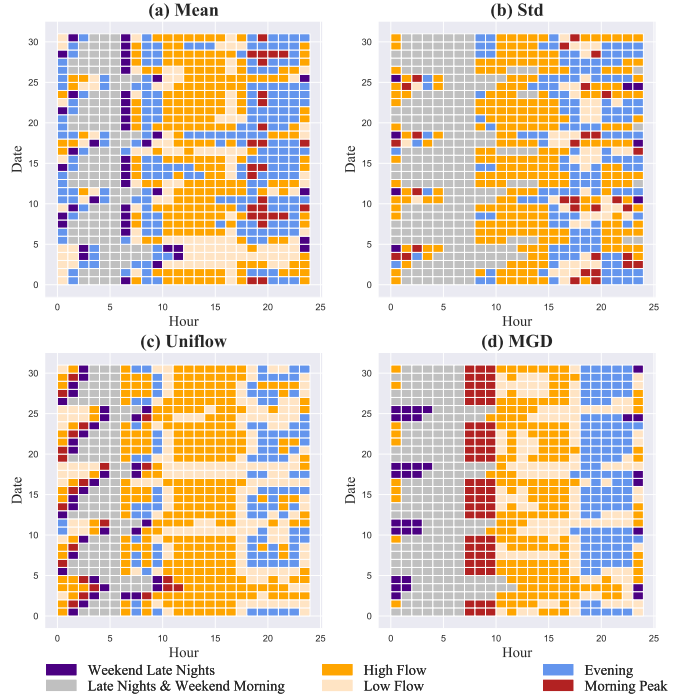 (a) Mean
(b) Std
30
25
20
15
10
5
0
Date
0 5 10 15 20 25
Hour
30
25
20
15
10
5
0
Date
0 5 10 15 20 25
Hour
(c) Uniflow
(d) MGD
30
25
20
15
10
5
0
Date
0 5 10 15 20 25
Hour
30
25
20
15
10
5
0
Date
0 5 10 15 20 25
Hour
Weekend Late Nights
High Flow
Evening
Late Nights & Weekend Morning
Low Flow
Morning Peak